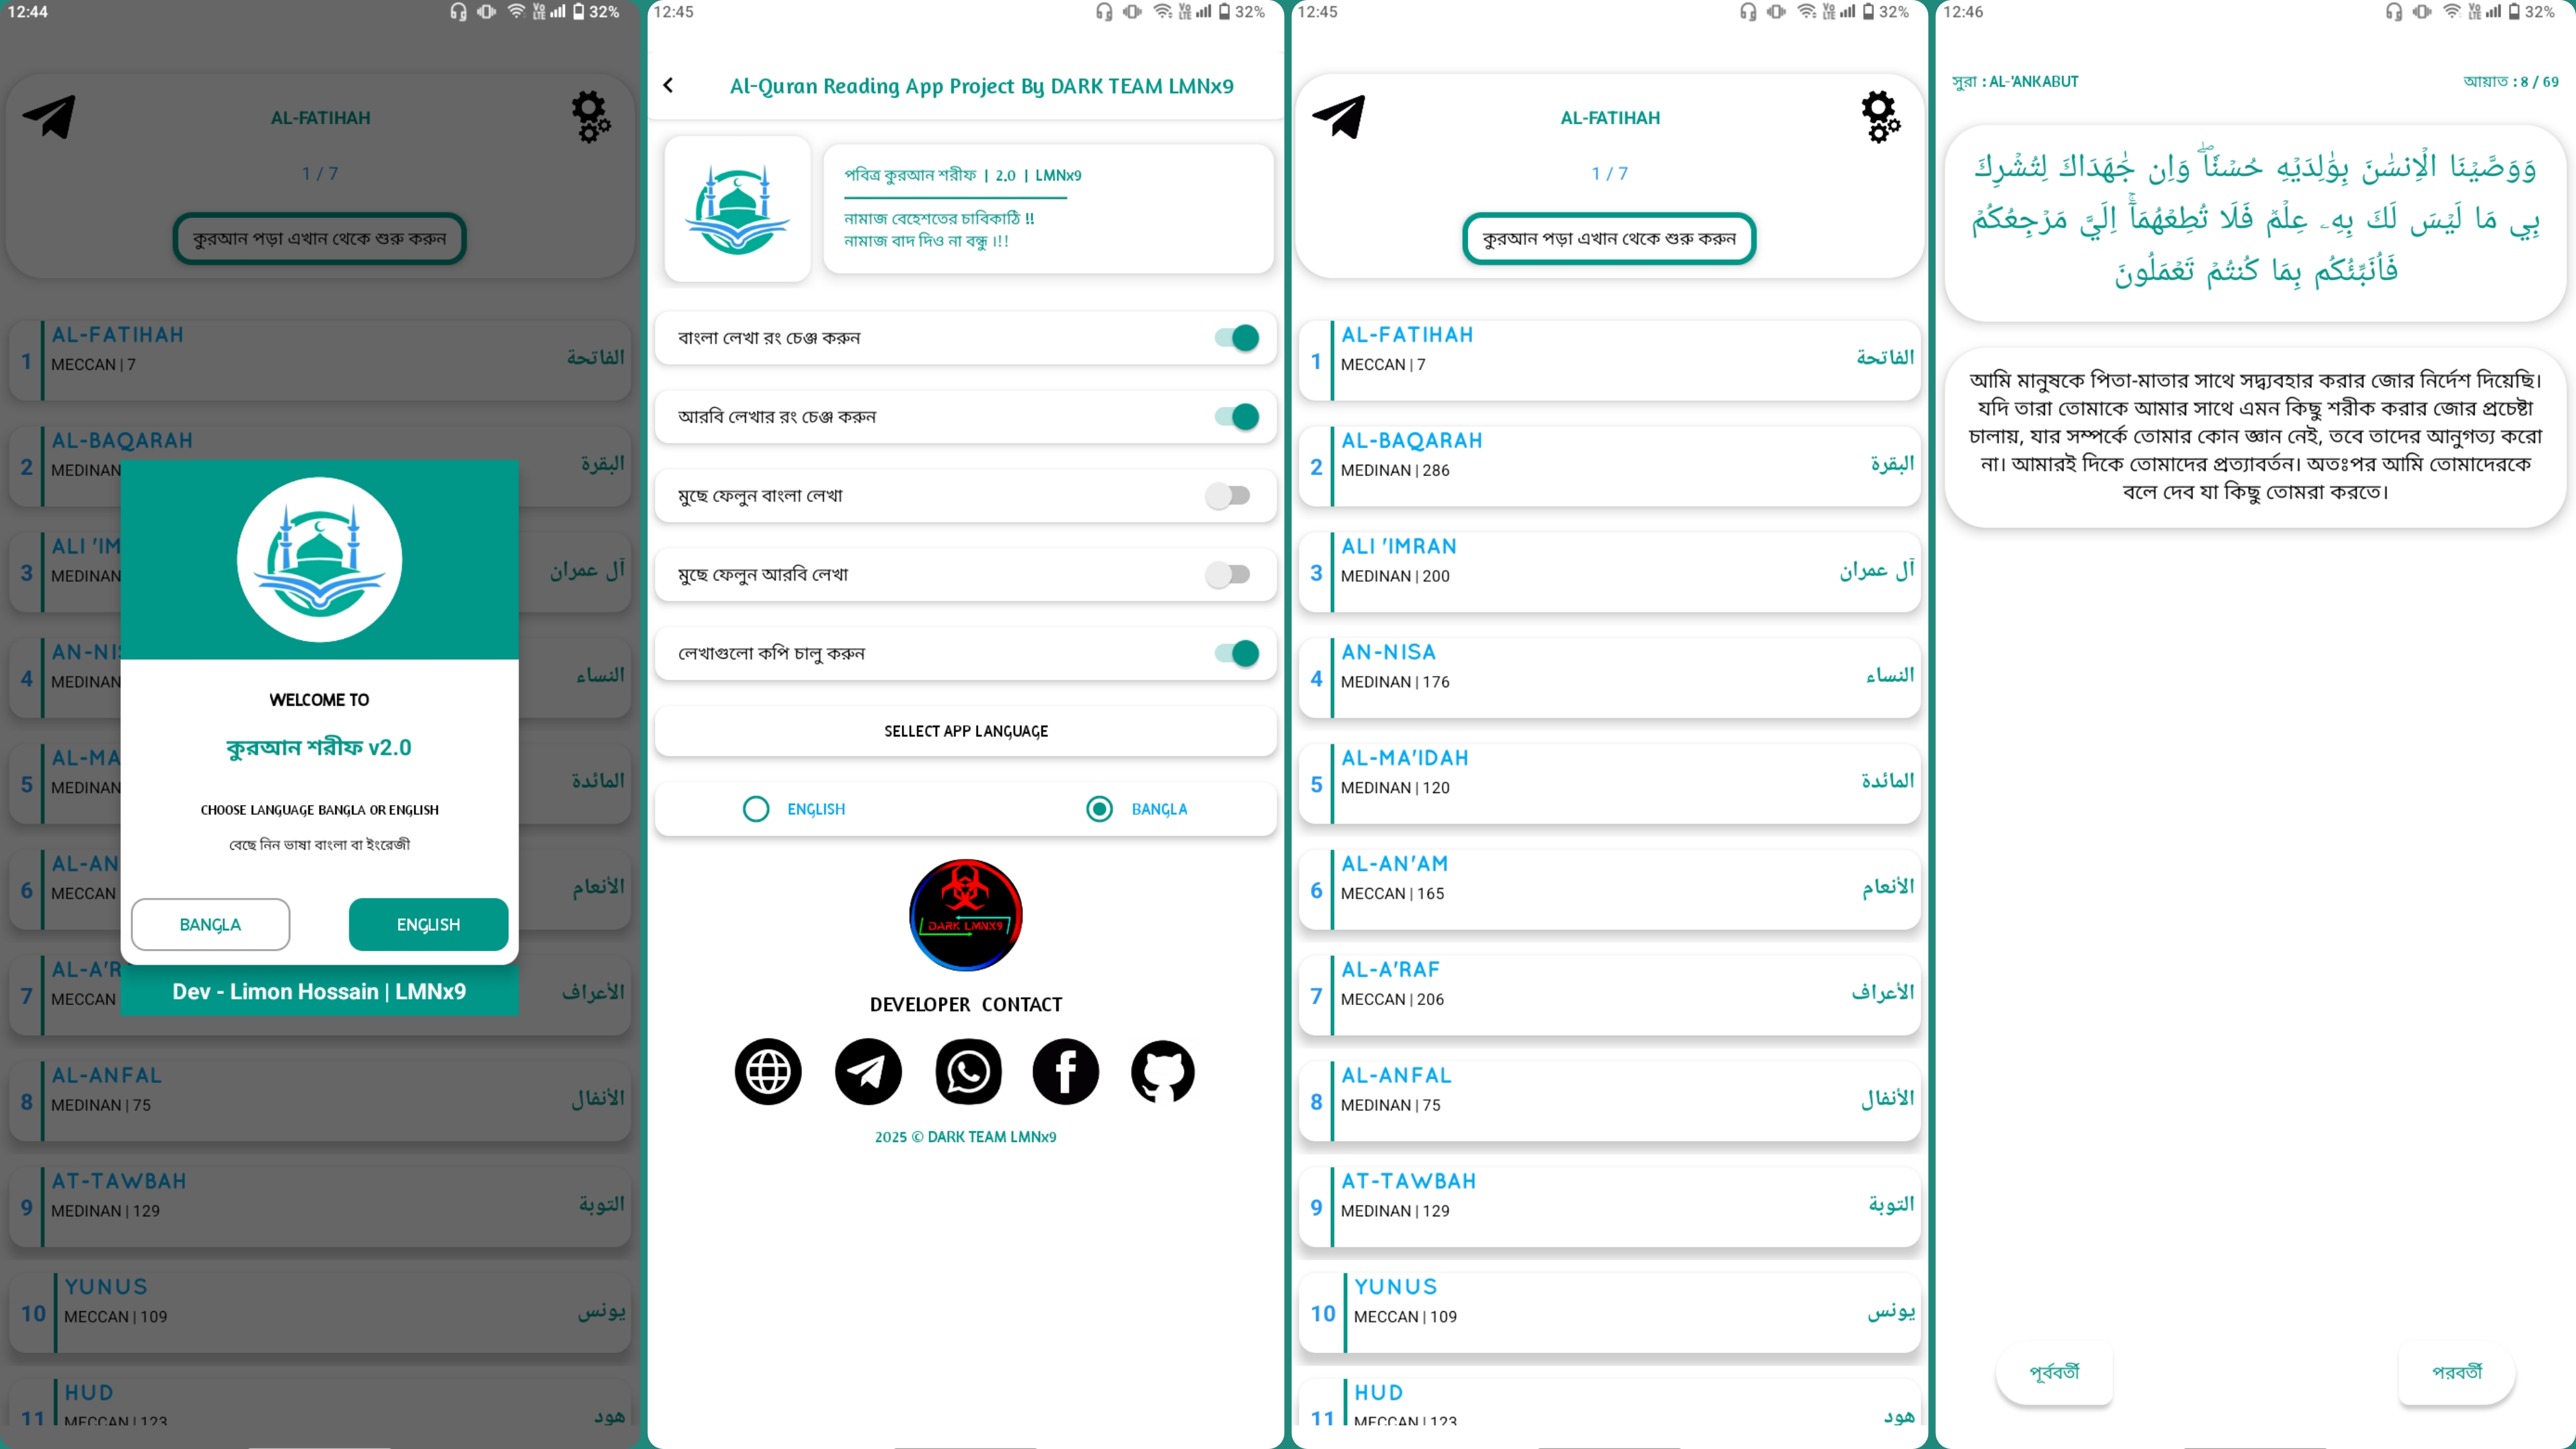 12:44
32%
AL-FATIHAH
1 / 7
কুরআন পড়া এখান থেকে শুরু করুন
1
AL-FATIHAH
MECCAN | 7
الفاتحة
2
AL-BAQARAH
MEDINAN
البقرة
3
ALI 'IM
MEDINAN
آل عمران
4
AN-NIS
MEDINAN
النساء
5
AL-MA
MEDINAN
المائدة
6
AL-AN
MECCAN
الأنعام
7
AL-A'R
MECCAN
الأعراف
8
AL-ANFAL
MEDINAN | 75
الأنفال
9
AT-TAWBAH
MEDINAN | 129
التوبة
10
YUNUS
MECCAN | 109
يونس
11
HUD
MECCAN | 123
هود
WELCOME TO
কুরআন শরীফ v2.0
CHOOSE LANGUAGE BANGLA OR ENGLISH
বেছে নিন ভাষা বাংলা বা ইংরেজী
BANGLA
ENGLISH
Dev - Limon Hossain | LMNx9
12:45
32%
Al-Quran Reading App Project By DARK TEAM LMNx9
পবিত্র কুরআন শরীফ | 2.0 | LMNx9
নামাজ বেহেশতের চাবিকাঠি !!
নামাজ বাদ দিও না বন্ধু ।!!
বাংলা লেখা রং চেঞ্জ করুন
আরবি লেখার রং চেঞ্জ করুন
মুছে ফেলুন বাংলা লেখা
মুছে ফেলুন আরবি লেখা
লেখাগুলো কপি চালু করুন
SELLECT APP LANGUAGE
ENGLISH
BANGLA
DARK LMNX9
DEVELOPER CONTACT
2025 © DARK TEAM LMNx9
12:45
32%
AL-FATIHAH
1 / 7
কুরআন পড়া এখান থেকে শুরু করুন
1
AL-FATIHAH
MECCAN | 7
الفاتحة
2
AL-BAQARAH
MEDINAN | 286
البقرة
3
ALI 'IMRAN
MEDINAN | 200
آل عمران
4
AN-NISA
MEDINAN | 176
النساء
5
AL-MA'IDAH
MEDINAN | 120
المائدة
6
AL-AN'AM
MECCAN | 165
الأنعام
7
AL-A'RAF
MECCAN | 206
الأعراف
8
AL-ANFAL
MEDINAN | 75
الأنفال
9
AT-TAWBAH
MEDINAN | 129
التوبة
10
YUNUS
MECCAN | 109
يونس
11
HUD
MECCAN | 123
هود
12:46
32%
সুরা : AL-'ANKABUT
আয়াত : 8 / 69
وَوَصَّيۡنَا الۡاِنسَٰنَ بِوَٰلِدَيۡهِ حُسۡنٗاۖ وَاِن جَٰهَدَاكَ لِتُشۡرِكَ
بِي مَا لَيۡسَ لَكَ بِهِۦ عِلۡمٞ فَلَا تُطِعۡهُمَآۚ اِلَيَّ مَرۡجِعُكُمۡ
فَاُنَبِّئُكُم بِمَا كُنتُمۡ تَعۡمَلُونَ
আমি মানুষকে পিতা-মাতার সাথে সদ্ব্যবহার করার জোর নির্দেশ দিয়েছি।
যদি তারা তোমাকে আমার সাথে এমন কিছু শরীক করার জোর প্রচেষ্টা
চালায়, যার সম্পর্কে তোমার কোন জ্ঞান নেই, তবে তাদের আনুগত্য করো
না। আমারই দিকে তোমাদের প্রত্যাবর্তন। অতঃপর আমি তোমাদেরকে
বলে দেব যা কিছু তোমরা করতে।
পূর্ববর্তী
পরবর্তী